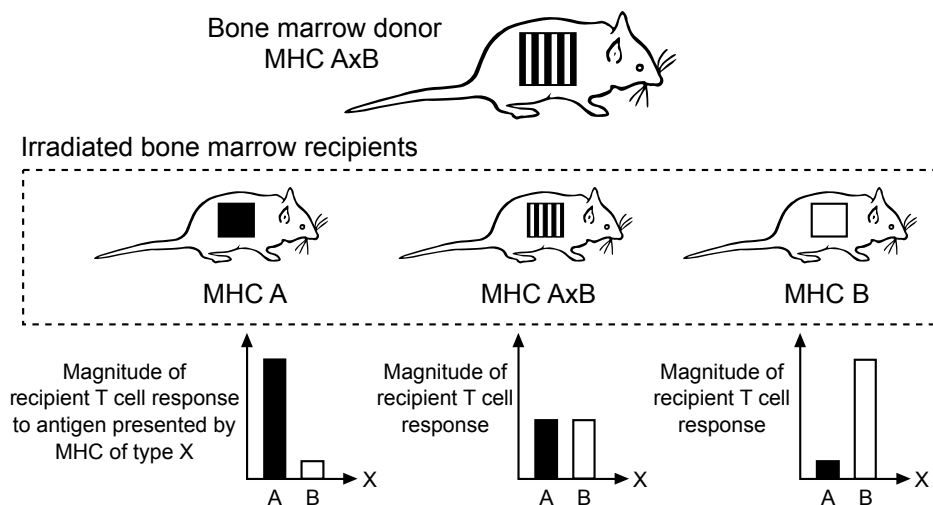 Bone marrow donor
MHC AxB
Irradiated bone marrow recipients
MHC A
MHC AxB
MHC B
Magnitude of
recipient T cell response
to antigen presented by
MHC of type X
X
A
B
Magnitude of
recipient T cell
response
X
A
B
Magnitude of
recipient T cell
response
X
A
B